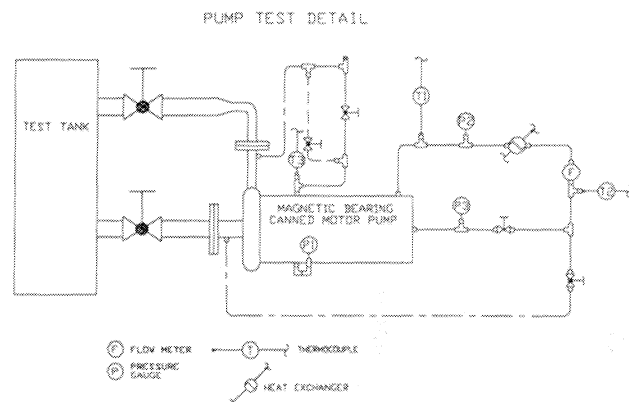 PUMP TEST DETAIL
TEST TANK
T1
P2
T3
F
T2
MAGNETIC BEARING
CANNED MOTOR PUMP
P3
P1
F FLOW METER
T THERMOCOUPLE
P PRESSURE
GAUGE
HEAT EXCHANGER